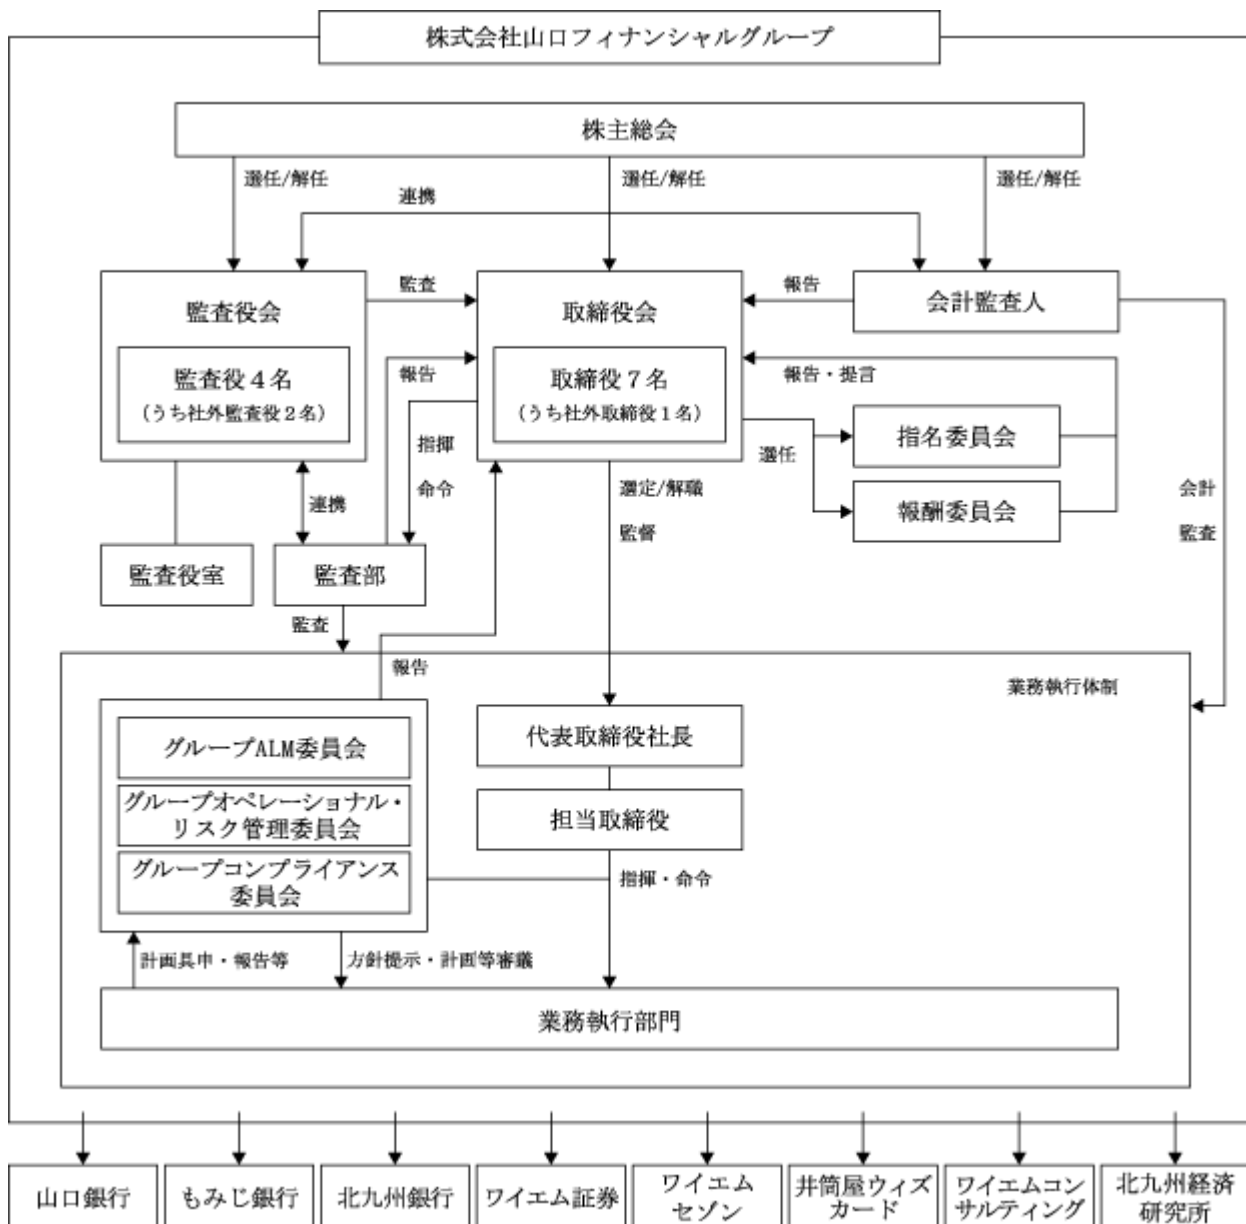 株式会社山口フィナンシャルグループ
株主総会
選任/解任
選任/解任
選任/解任
連携
監査役会
監査
取締役会
報告
会計監査人
監査役4名
(うち社外監査役2名)
報告
取締役7名
(うち社外取締役1名)
報告・提言
指名委員会
指揮
命令
選任
報酬委員会
連携
選定/解職
監督
会計
監査
監査役室
監査部
監査
報告
業務執行体制
グループALM委員会
代表取締役社長
グループオペレーショナル・
リスク管理委員会
担当取締役
グループコンプライアンス
委員会
指揮・命令
計画具申・報告等
方針提示・計画等審議
業務執行部門
山口銀行
もみじ銀行
北九州銀行
ワイエム証券
ワイエム
セゾン
井筒屋ウィズ
カード
ワイエムコン
サルティング
北九州経済
研究所